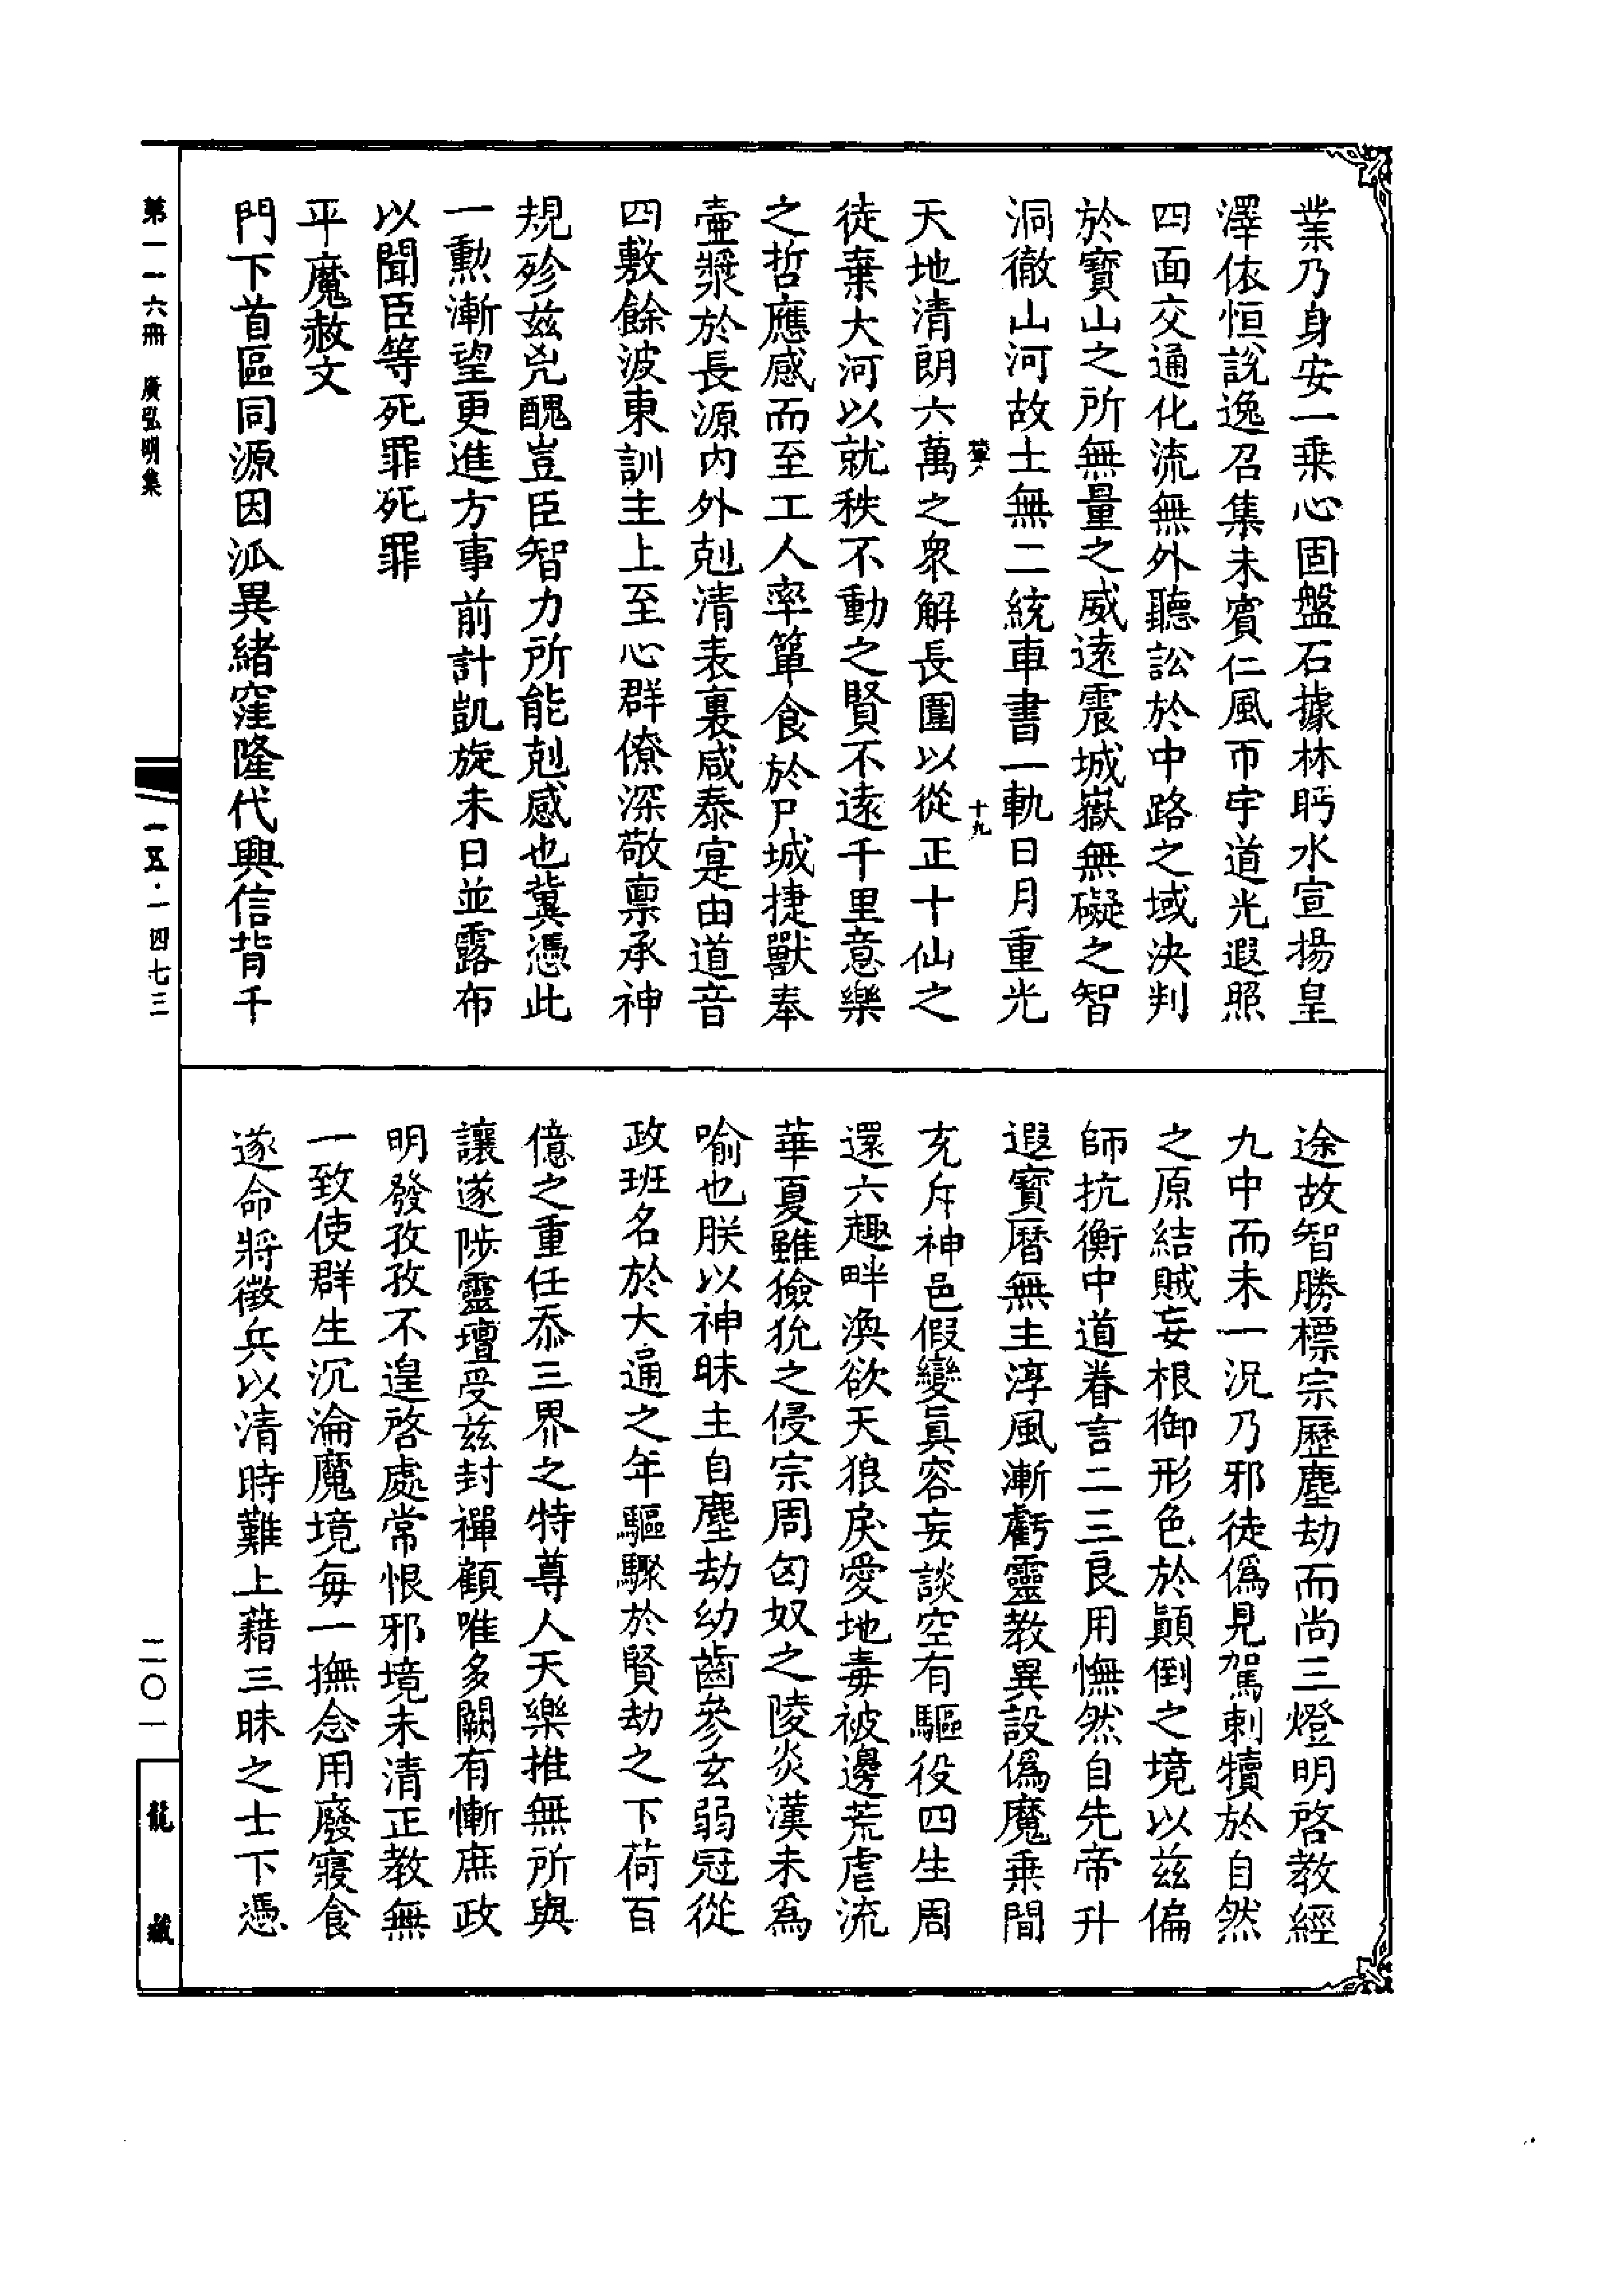 業乃身安一乗心固盤石據林眄水宣揚皇
澤依恒說逸召集未賓仁風帀宇道光遐照
四面交通化流無外聽訟於中路之域決判
於寶山之所無量之威遠震城嶽無礙之智
洞徹山河故士無二統車書一軌日月重光
天地清朗六萬之衆解長圍以從正十仙之
徒棄大河以就秩不動之賢不遠千里意樂
之哲應感而至工人率簞食於尸城捷獸奉
壷漿於長源内外剋清表裏咸泰寔由道音
四敷餘波東訓主上至心群僚深敬禀承神
規殄兹兇醜豈臣智力所能剋感也冀憑此
一勲漸望更進方事前計凱旋未日並露布
以聞臣等死罪死罪
平魔赦文
門下首區同源因泒異緒窪隆代興信背千
途故智勝標宗歷塵劫而尚三燈明啓教經
九中而未一況乃邪徒僞見駕剌犢於自然
之原結賊妄根御形色於顛倒之境以兹偏
師抗衡中道眷言二三良用憮然自先帝升
遐寳曆無主淳風漸虧靈教異設僞魔乗間
充斥神邑假變眞容妄談空有驅役四生周
還六趣畔渙欲天狼戾愛地毒被邊荒虐流
華夏雖獫狁之侵宗周匈奴之陵炎漢未爲
喻也朕以神昧主自塵劫幼齒參玄弱冠從
政班名於大通之年驅驟於賢劫之下荷百
億之重任忝三界之特尊人天樂推無所與
讓遂陟靈壇受兹封禪顧唯多闕有慚庶政
明發孜孜不遑啓處常恨邪境未清正教無
一致使群生沉淪魔境每一撫念用廢寢食
遂命將徵兵以清時難上藉三昧之士下憑
十九
第一一六冊 廣弘明集
一五·一四七三
二〇一
龍藏